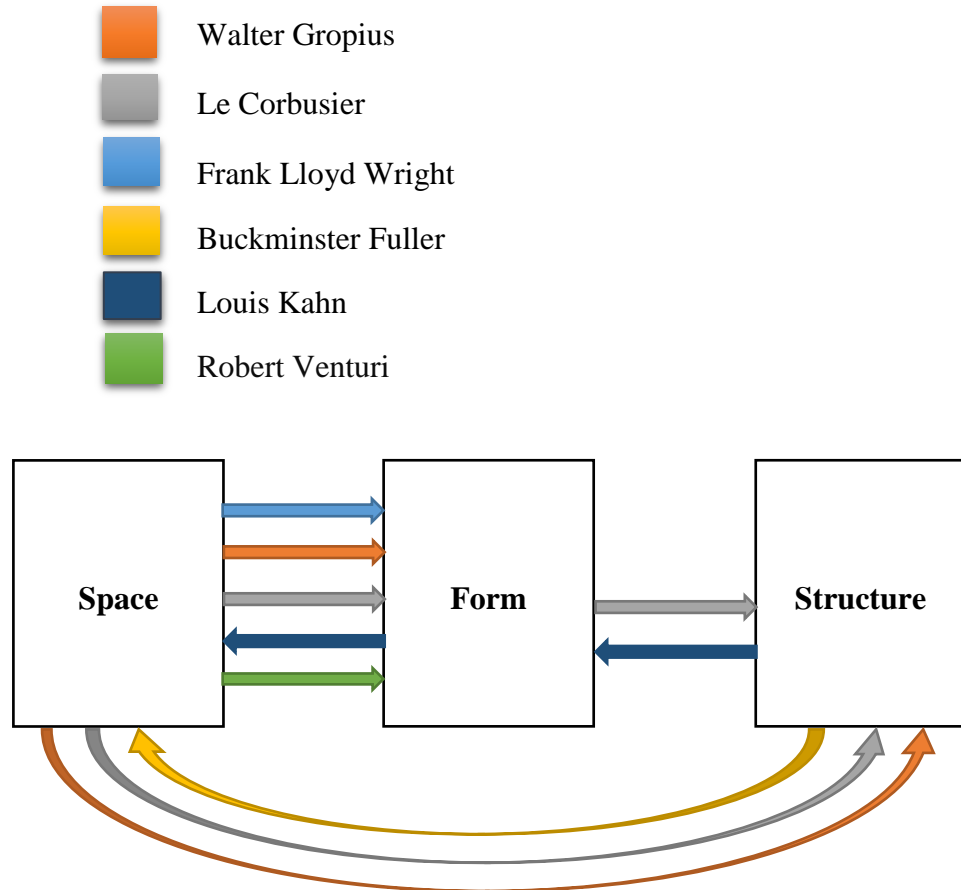 Walter Gropius
Le Corbusier
Frank Lloyd Wright
Buckminster Fuller
Louis Kahn
Robert Venturi
Space
Form
Structure